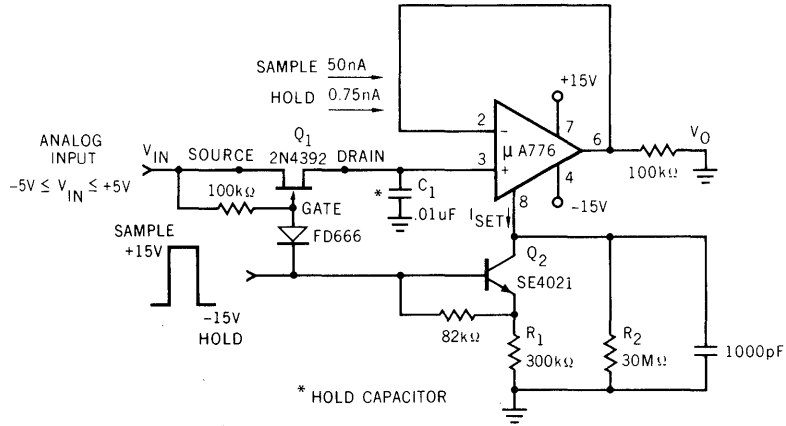 SAMPLE 50nA
HOLD 0.75nA
+15V
2
−
7
μA776
6
V_O
3
+
4
8
100kΩ
-15V
ANALOG
INPUT
-5V ≤ V_IN ≤ +5V
V_IN
SOURCE
Q_1
2N4392
DRAIN
100kΩ
GATE
* C_1
.01uF
I_SET
FD666
SAMPLE
+15V
-15V
HOLD
Q_2
SE4021
82kΩ
R_1
300kΩ
R_2
30MΩ
1000pF
* HOLD CAPACITOR